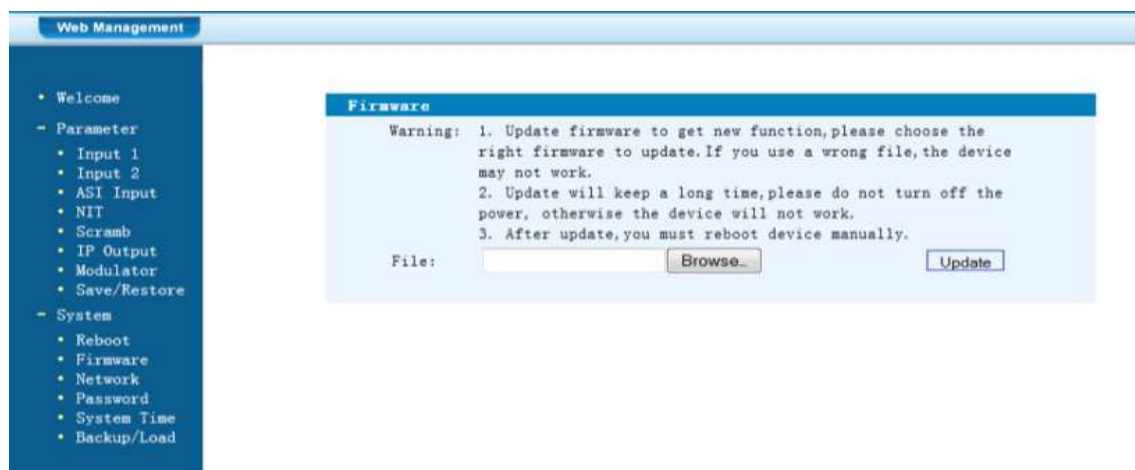 Web Management
Welcome
Parameter
Input 1
Input 2
ASI Input
NIT
Scramb
IP Output
Modulator
Save/Restore
System
Reboot
Firmware
Network
Password
System Time
Backup/Load
Firmware
Warning: 1. Update firmware to get new function,please choose the
right firmware to update.If you use a wrong file,the device
may not work.
2. Update will keep a long time,please do not turn off the
power, otherwise the device will not work.
3. After update,you must reboot device manually.
File: Browse... Update